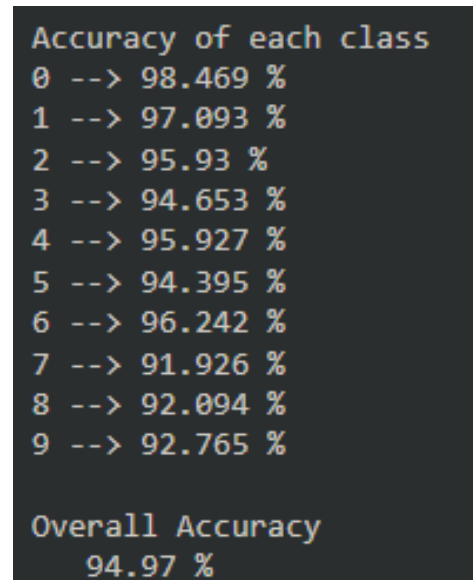 Accuracy of each class
0 --> 98.469 %
1 --> 97.093 %
2 --> 95.93 %
3 --> 94.653 %
4 --> 95.927 %
5 --> 94.395 %
6 --> 96.242 %
7 --> 91.926 %
8 --> 92.094 %
9 --> 92.765 %
Overall Accuracy
94.97 %